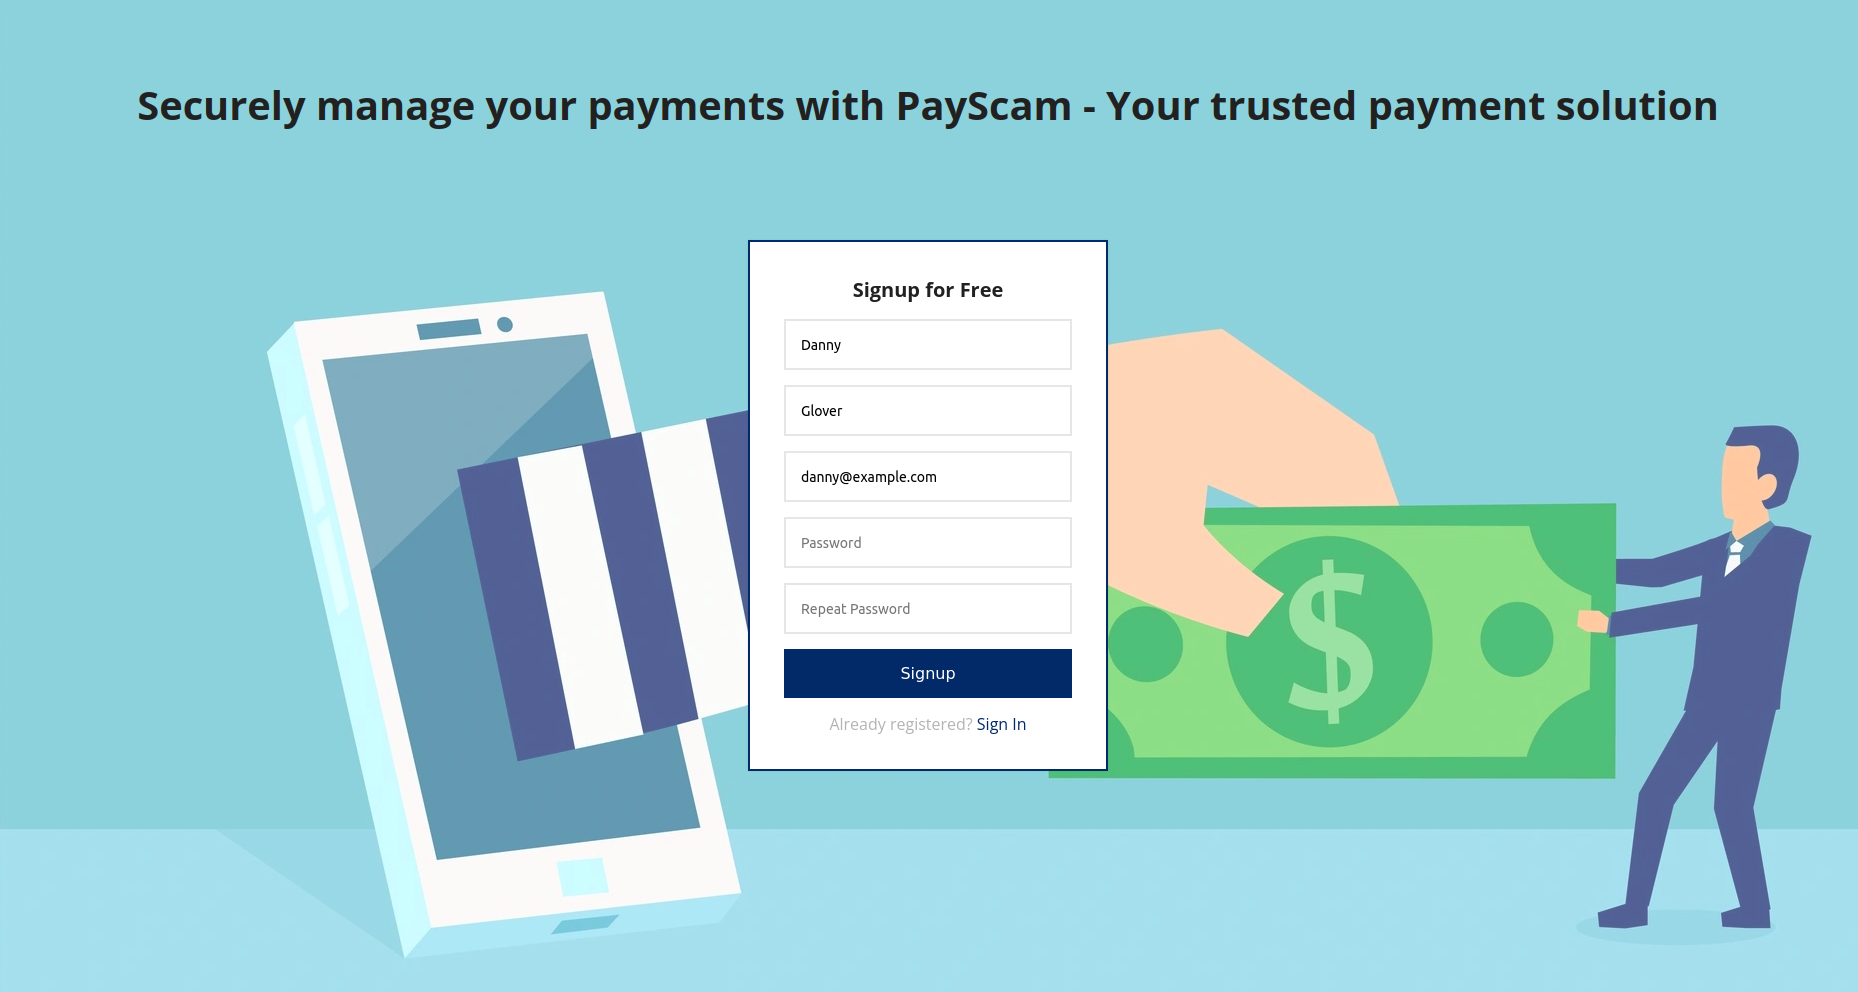 Securely manage your payments with PayScam - Your trusted payment solution
Signup for Free
Danny
Glover
danny@example.com
Password
Repeat Password
Signup
Already registered? Sign In
$